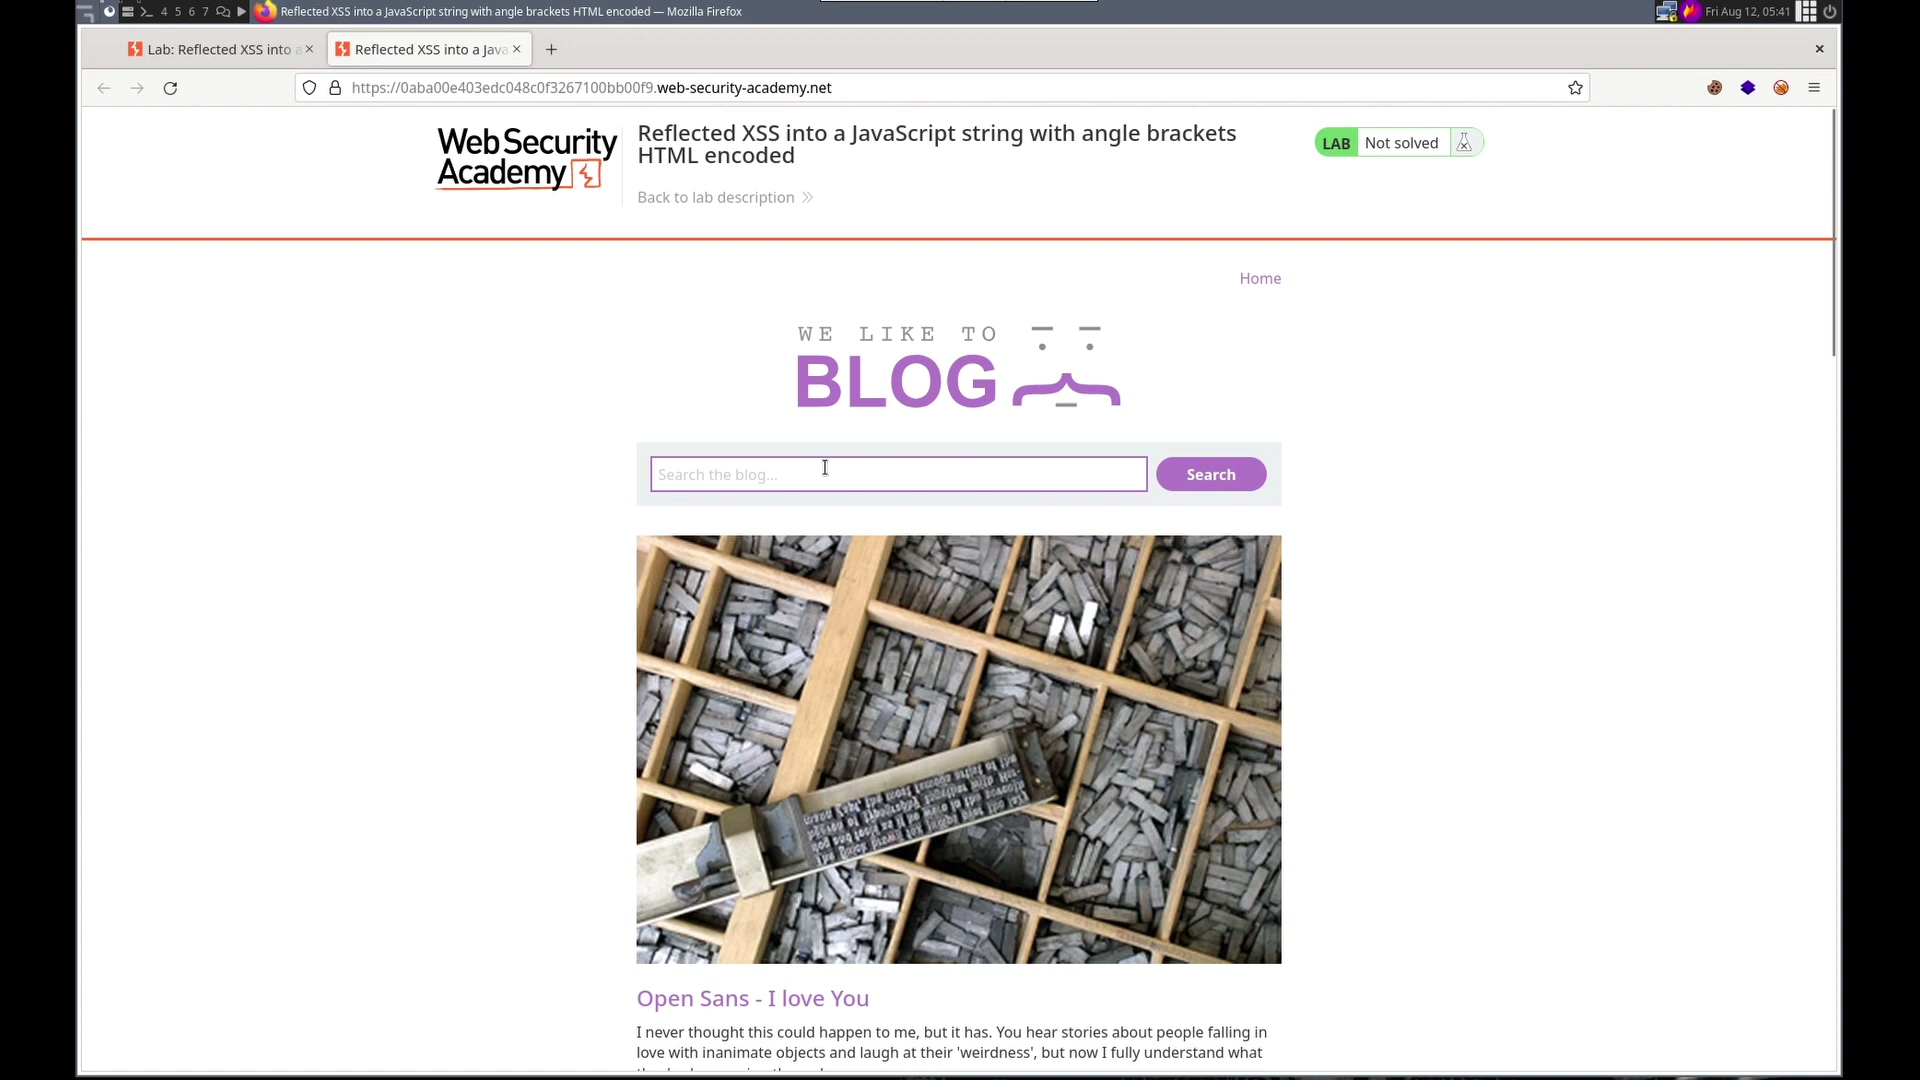 4 5 6 7
Reflected XSS into a JavaScript string with angle brackets HTML encoded — Mozilla Firefox
Fri Aug 12, 05:41
Lab: Reflected XSS into a
Reflected XSS into a Java
https://0aba00e403edc048c0f3267100bb00f9.web-security-academy.net
Web Security
Academy
Reflected XSS into a JavaScript string with angle brackets
HTML encoded
LAB Not solved
Back to lab description
Home
WE LIKE TO
BLOG
Search the blog...
Search
Open Sans - I love You
I never thought this could happen to me, but it has. You hear stories about people falling in
love with inanimate objects and laugh at their 'weirdness', but now I fully understand what